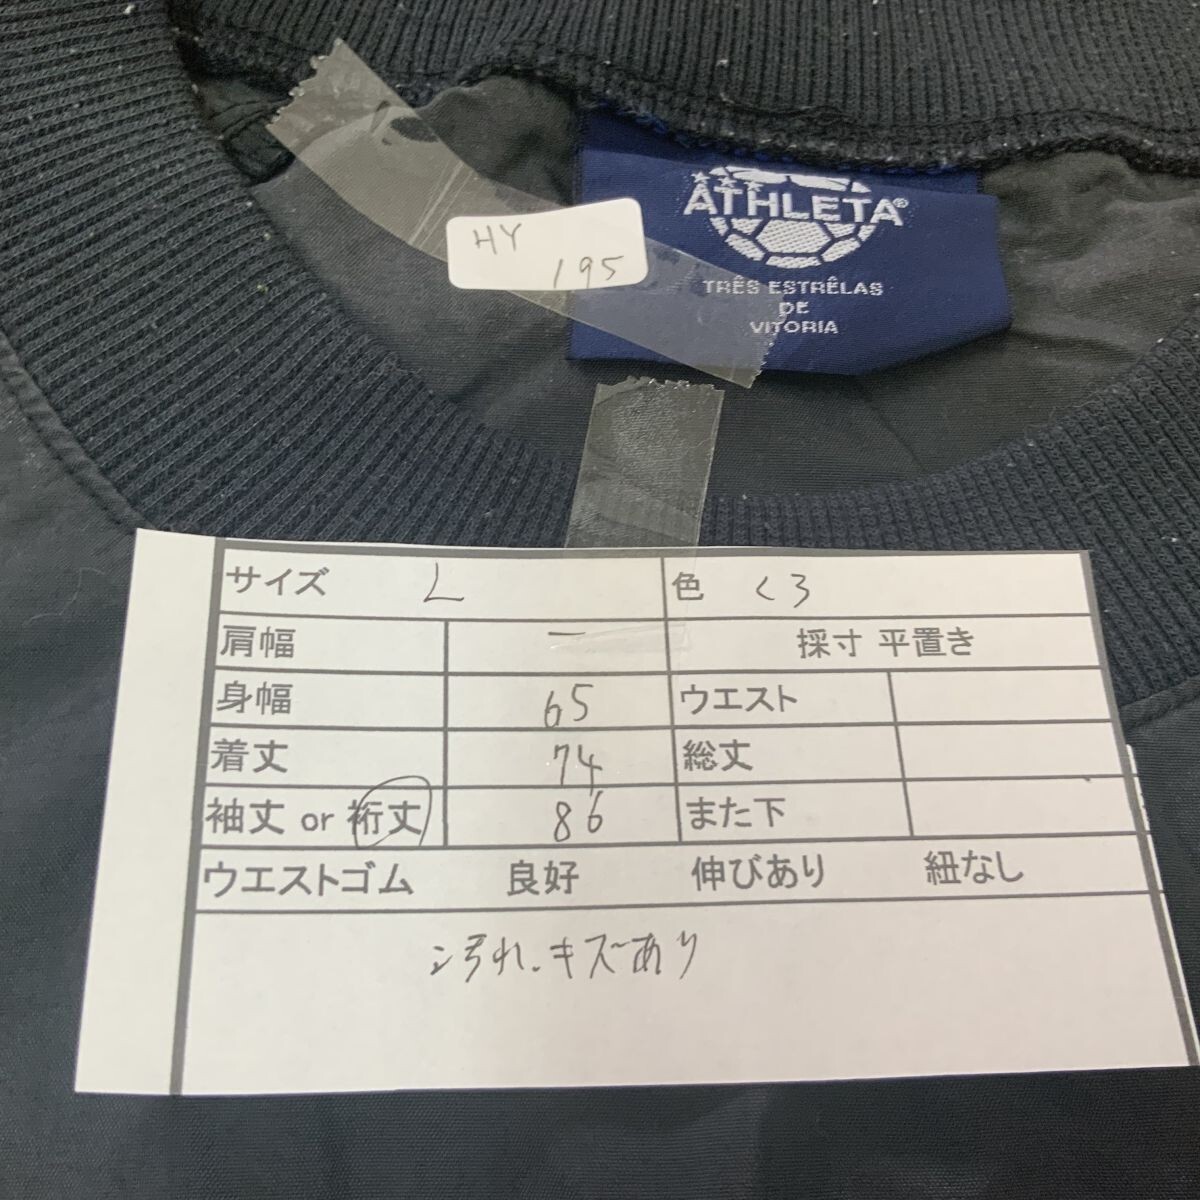 ATHLETA®
TRÊS ESTRÊLAS
DE
VITORIA
HY
195
サイズ L 色 くろ
肩幅 ー 採寸 平置き
身幅 65 ウエスト
着丈 74 総丈
袖丈 or 裄丈 86 また下
ウエストゴム 良好 伸びあり 紐なし
汚れ、キズあり